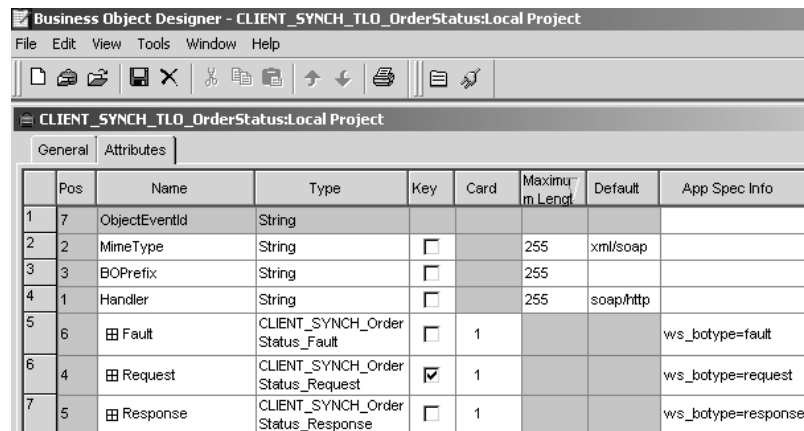 Business Object Designer - CLIENT_SYNCH_TLO_OrderStatus:Local Project
File Edit View Tools Window Help
CLIENT_SYNCH_TLO_OrderStatus:Local Project
General Attributes
Pos Name Type Key Card Maximu m Lengt Default App Spec Info
1 7 ObjectEventId String
2 2 MimeType String 255 xml/soap
3 3 BOPrefix String 255
4 1 Handler String 255 soap/http
5 6 Fault CLIENT_SYNCH_Order Status_Fault 1 ws_botype=fault
6 4 Request CLIENT_SYNCH_Order Status_Request 1 ws_botype=request
7 5 Response CLIENT_SYNCH_Order Status_Response 1 ws_botype=response